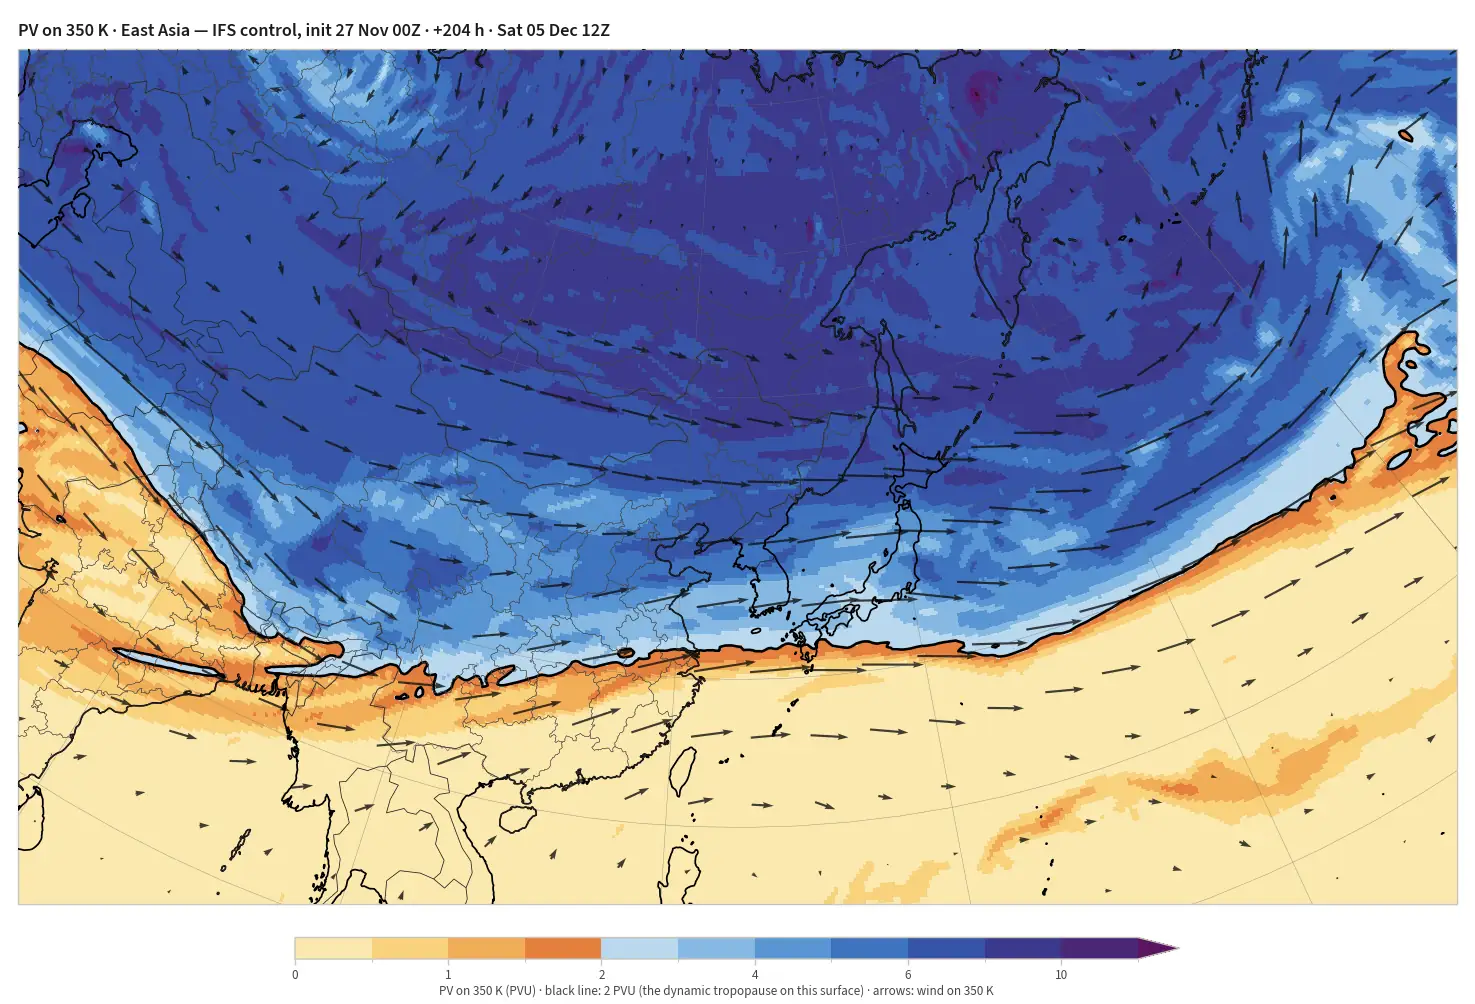 PV on 350 K · East Asia — IFS control, init 27 Nov 00Z · +204 h · Sat 05 Dec 12Z
0 1 2 4 6 10
PV on 350 K (PVU) · black line: 2 PVU (the dynamic tropopause on this surface) · arrows: wind on 350 K